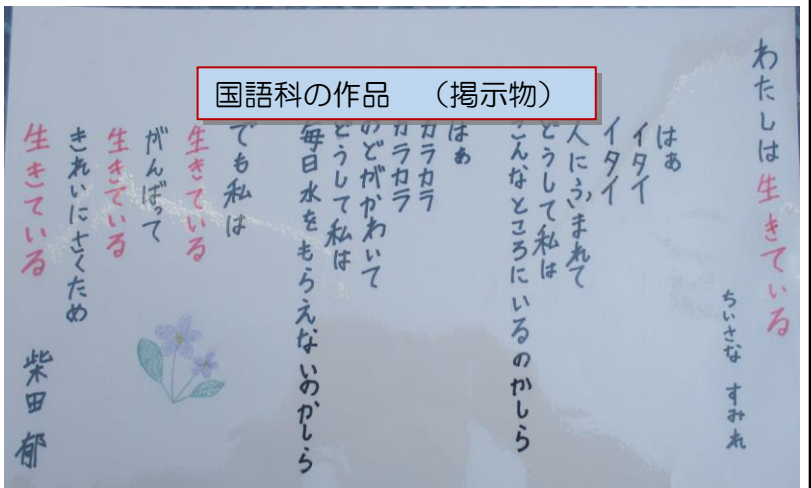 国語科の作品　（掲示物）
わたしは生きている
ちいさな　すみれ
はぁ
イタイ
イタイ
人にふまれて
どうして私は
こんなところにいるのかしら
はぁ
カラカラ
カラカラ
のどがかわいて
どうして私は
毎日水をもらえないのかしら
でも私は
生きている
がんばって
生きている
きれいにさくため
生きている
柴田　郁